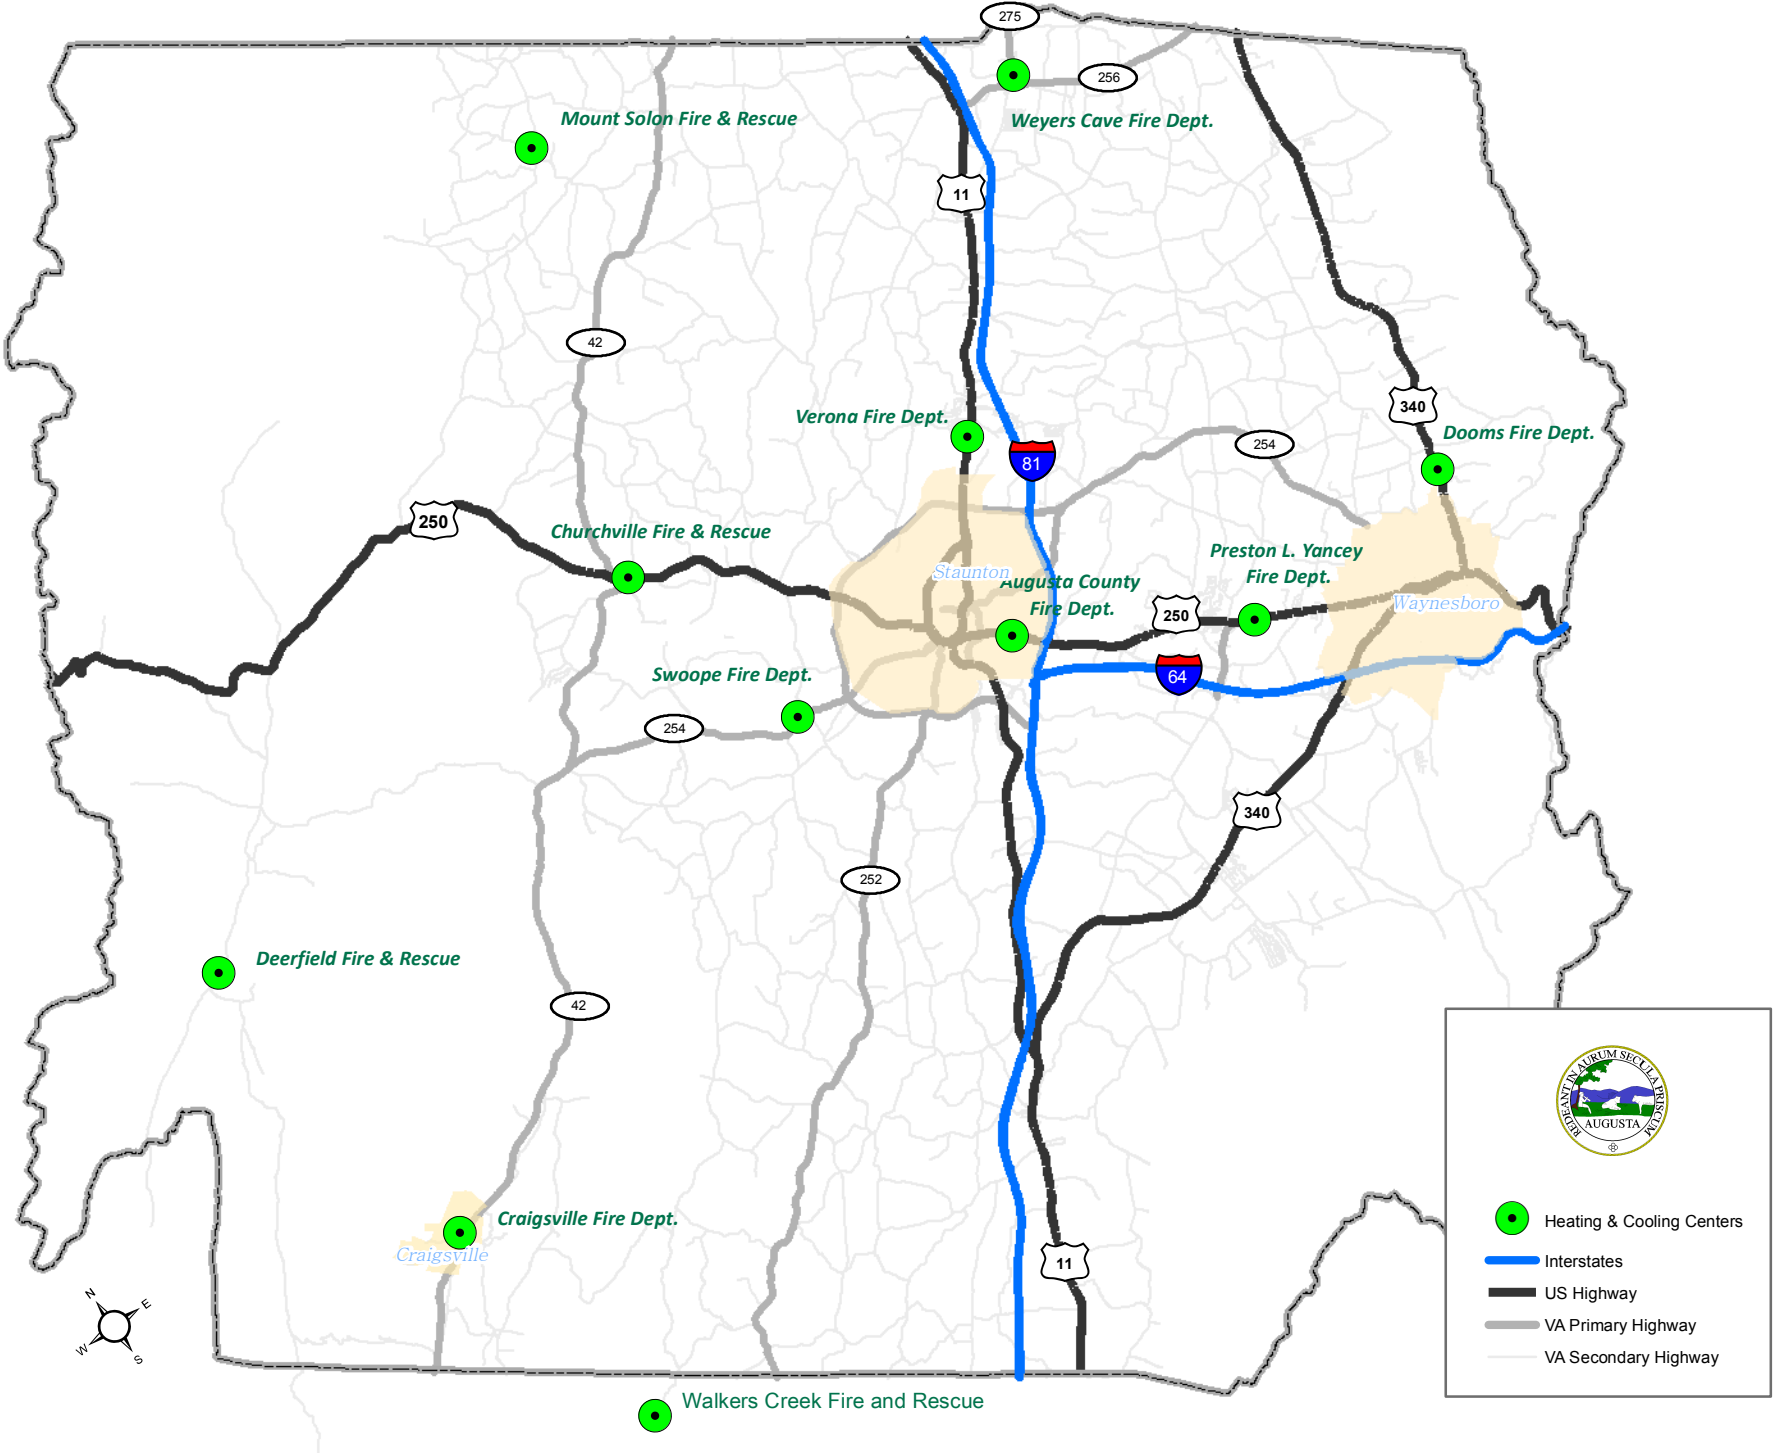 275
256
Mount Solon Fire & Rescue
Weyers Cave Fire Dept.
11
42
340
Verona Fire Dept.
Dooms Fire Dept.
254
81
250
Churchville Fire & Rescue
Preston L. Yancey
Fire Dept.
Staunton
Augusta County
Fire Dept.
Waynesboro
250
Swoope Fire Dept.
64
254
340
252
Deerfield Fire & Rescue
42
REDEANT IN AURUM SECULA PRISCUM
AUGUSTA
Craigsville Fire Dept.
Craigsville
11
Heating & Cooling Centers
Interstates
US Highway
VA Primary Highway
VA Secondary Highway
N
E
W
S
Walkers Creek Fire and Rescue